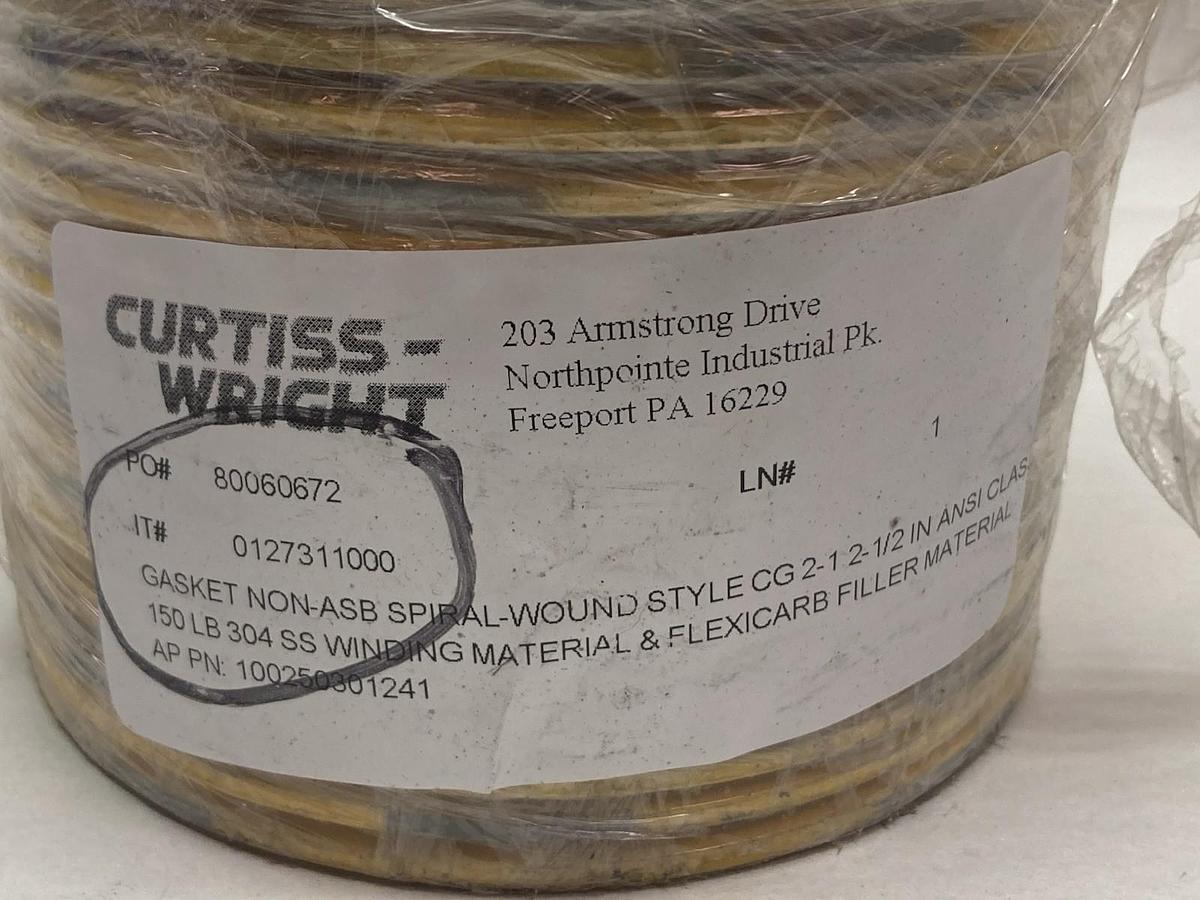 CURTISS-
WRIGHT
203 Armstrong Drive
Northpointe Industrial Pk.
Freeport PA 16229
PO# 80060672
LN# 1
IT# 0127311000
GASKET NON-ASB SPIRAL-WOUND STYLE CG 2-1 2-1/2 IN ANSI CLAS
150 LB 304 SS WINDING MATERIAL & FLEXICARB FILLER MATERIAL
AP PN: 100250301241